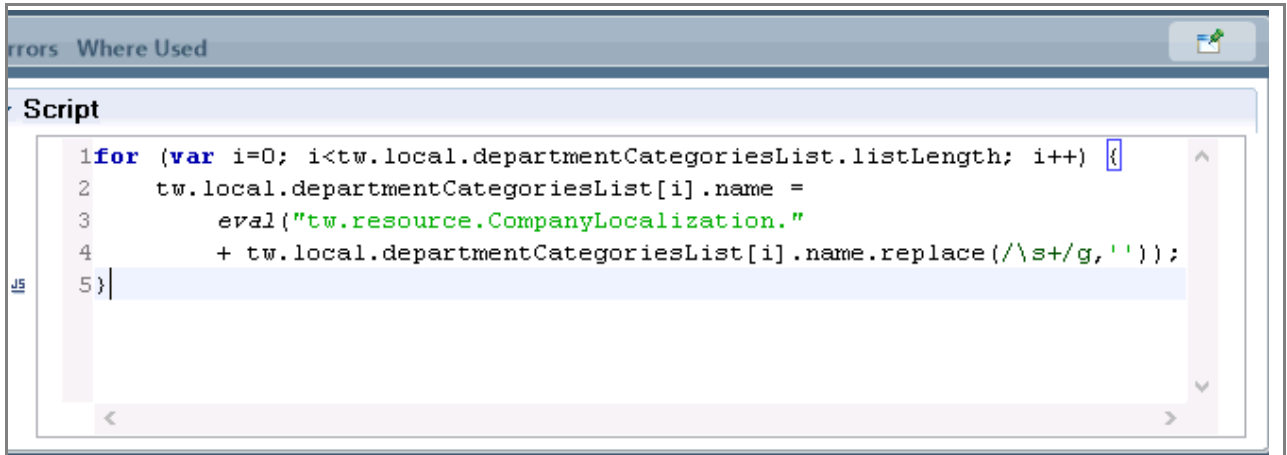 rrors Where Used
Script
1for (var i=0; i<tw.local.departmentCategoriesList.listLength; i++) {
2 tw.local.departmentCategoriesList[i].name =
3 eval("tw.resource.CompanyLocalization."
4 + tw.local.departmentCategoriesList[i].name.replace(/\s+/g,''));
5}
JS